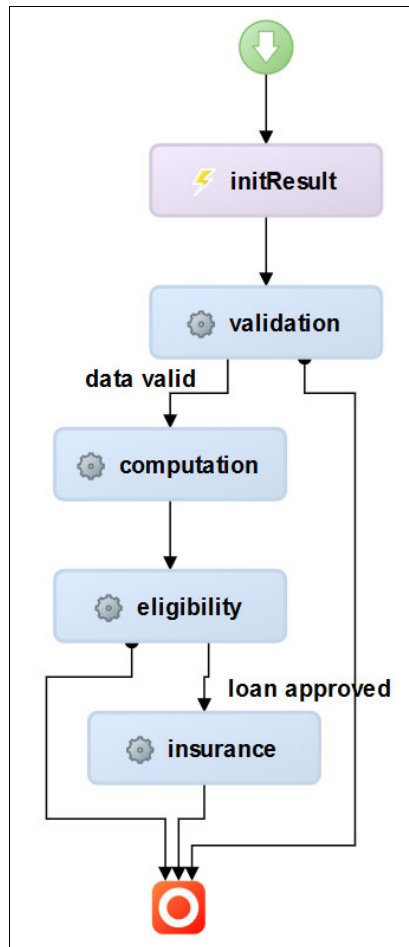 initResult
validation
data valid
computation
eligibility
loan approved
insurance